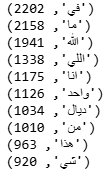 ('في', 2202)
('ما', 2158)
('الله', 1941)
('اللي', 1338)
('انا', 1175)
('واحد', 1126)
('ديال', 1034)
('من', 1010)
('هذا', 963)
('شي', 920)